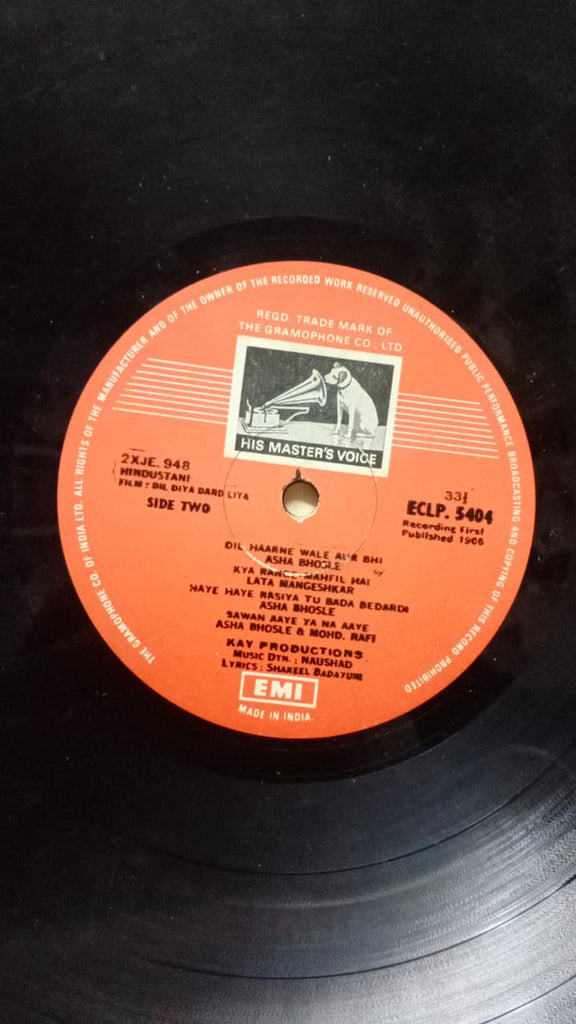 THE GRAMOPHONE CO. OF INDIA LTD. ALL RIGHTS OF THE MANUFACTURER AND OF THE OWNER OF THE RECORDED WORK RESERVED UNAUTHORISED PUBLIC PERFORMANCE BROADCASTING AND COPYING OF THIS RECORD PROHIBITED
REGD. TRADE MARK OF
THE GRAMOPHONE CO., LTD.
HIS MASTER'S VOICE
2XJE. 948
HINDUSTANI
FILM : DIL DIYA DARD LIYA
SIDE TWO
33⅓
ECLP. 5404
Recording First
Published 1966
DIL HAARNE WALE AUR BHI
ASHA BHOSLE
KYA RANGE MAHFIL HAI
LATA MANGESHKAR
HAYE HAYE RASIYA TU BADA BEDARDI
ASHA BHOSLE
SAWAN AAYE YA NA AAYE
ASHA BHOSLE & MOHD. RAFI
KAY PRODUCTIONS
MUSIC DTN. : NAUSHAD
LYRICS : SHAKEEL BADAYUNI
EMI
MADE IN INDIA.